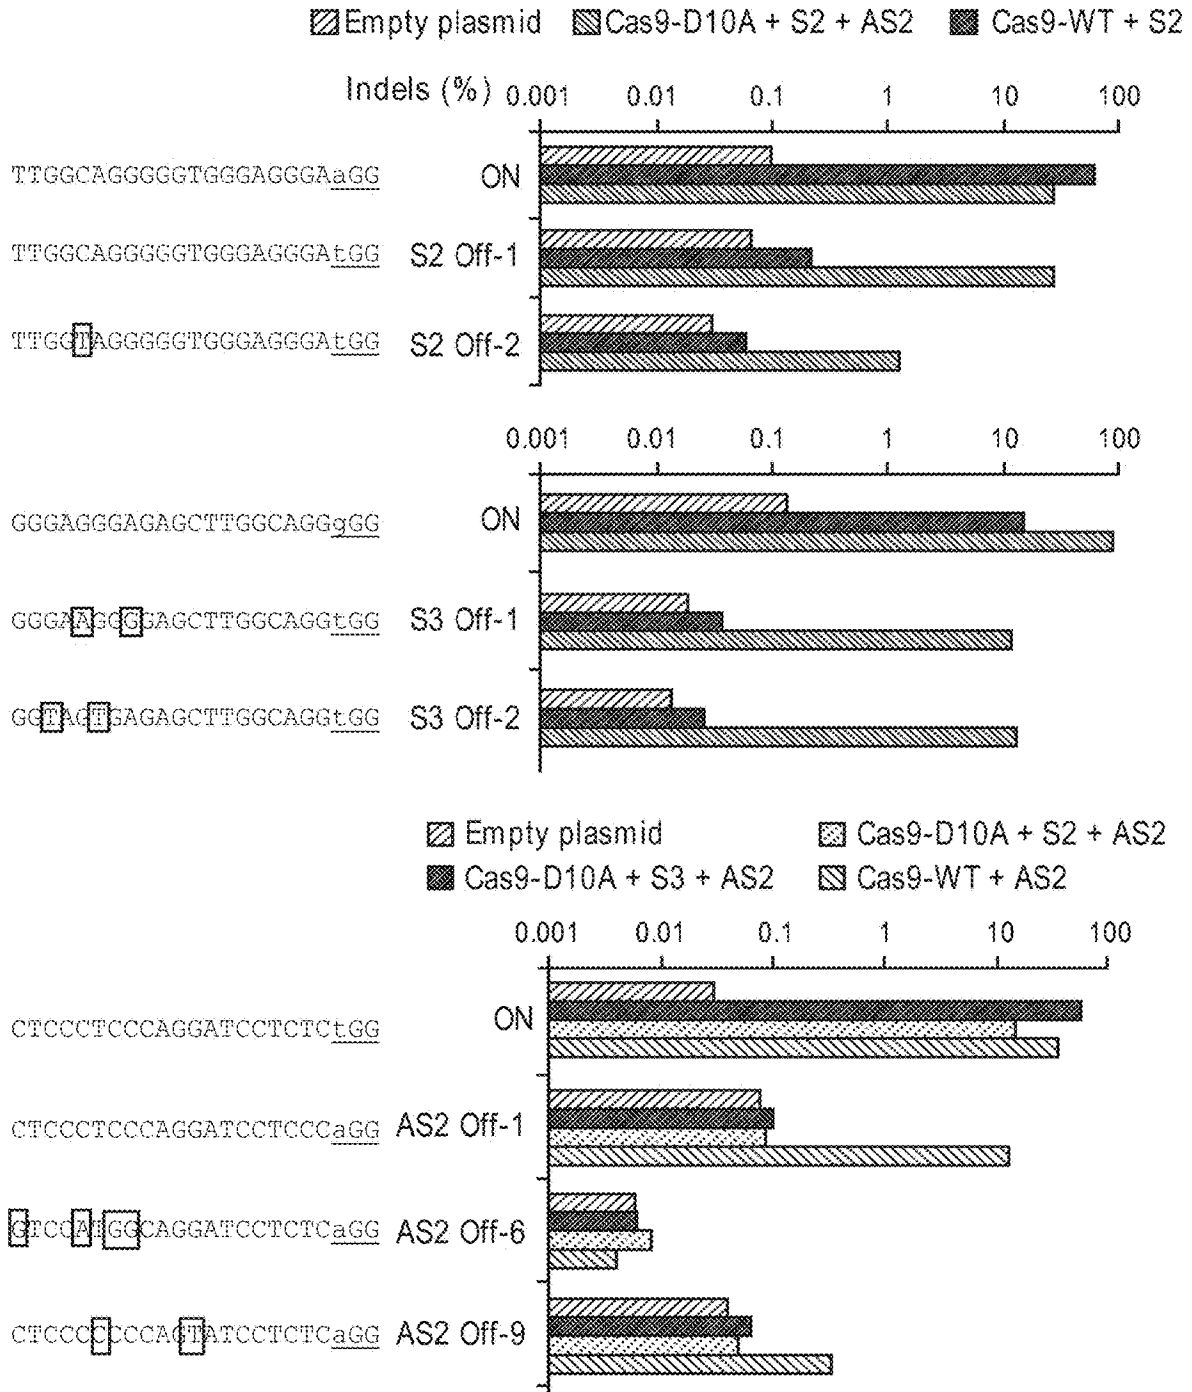 Empty plasmid Cas9-D10A + S2 + AS2 Cas9-WT + S2
Indels (%) 0.001 0.01 0.1 1 10 100
TTGGCAGGGGGTGGGAGGGAaGG ON
TTGGCAGGGGGTGGGAGGGAtGG S2 Off-1
TTGGTAGGGGGTGGGAGGGAtGG S2 Off-2
0.001 0.01 0.1 1 10 100
GGGAGGGAGAGCTTGGCAGGgGG ON
GGGAAGGGGAGCTTGGCAGGtGG S3 Off-1
GGTAGTGAGAGCTTGGCAGGtGG S3 Off-2
Empty plasmid Cas9-D10A + S2 + AS2
Cas9-D10A + S3 + AS2 Cas9-WT + AS2
0.001 0.01 0.1 1 10 100
CTCCCTCCCAGGATCCTCTCtGG ON
CTCCCTCCCAGGATCCTCCCaGG AS2 Off-1
GTCCATGGCAGGATCCTCTCaGG AS2 Off-6
CTCCCCCCCAGTATCCTCTCaGG AS2 Off-9